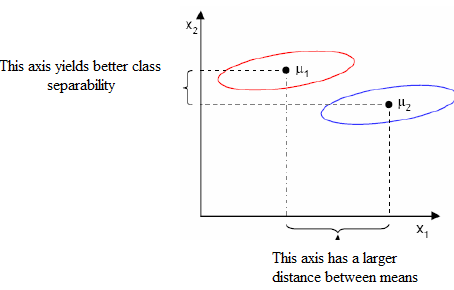 x2
This axis yields better class
separability
μ1
μ2
x1
This axis has a larger
distance between means